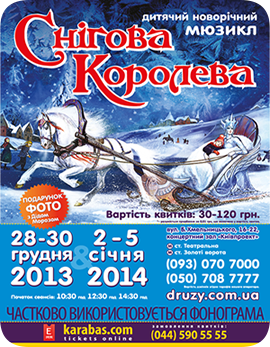 дитячий новорічний
МЮЗИКЛ
Снігова
Королева
ПОДАРУНОК
ФОТО
з Дідом
Морозом
Вартість квитків: 30-120 грн.
28-30
грудня
2013
&
2-5
січня
2014
Початок сеансів: 10:30 год 12:30 год 14:30 год
вул. Б.Хмельницького, 16-22,
концертний зал «Київпроект»
ст. Театральна
ст. Золоті ворота
(093) 000 7000
(050) 708 7777
druzy.com.ua
ЧАСТКОВО ВИКОРИСТОВУЄТЬСЯ ФОНОГРАМА
karabas.com
tickets online
замовлення квитків:
(044) 590 55 55